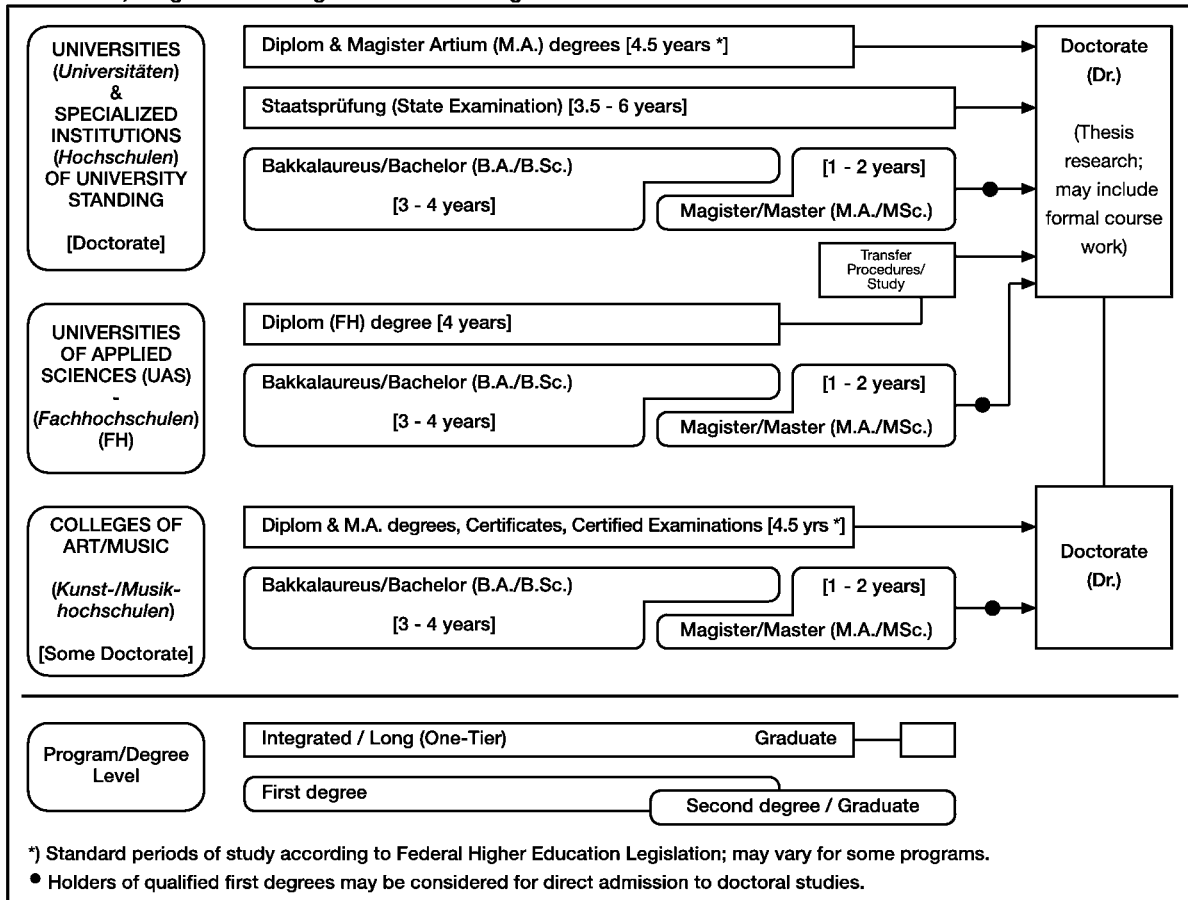 UNIVERSITIES
(Universitäten)
&
SPECIALIZED
INSTITUTIONS
(Hochschulen)
OF UNIVERSITY
STANDING
[Doctorate]
Diplom & Magister Artium (M.A.) degrees [4.5 years *]
Staatsprüfung (State Examination) [3.5 - 6 years]
Bakkalaureus/Bachelor (B.A./B.Sc.)
[3 - 4 years]
[1 - 2 years]
Magister/Master (M.A./MSc.)
Transfer
Procedures/
Study
Doctorate
(Dr.)
(Thesis
research;
may include
formal course
work)
UNIVERSITIES
OF APPLIED
SCIENCES (UAS)
-
(Fachhochschulen)
(FH)
Diplom (FH) degree [4 years]
Bakkalaureus/Bachelor (B.A./B.Sc.)
[3 - 4 years]
[1 - 2 years]
Magister/Master (M.A./MSc.)
COLLEGES OF
ART/MUSIC
(Kunst-/Musik-
hochschulen)
[Some Doctorate]
Diplom & M.A. degrees, Certificates, Certified Examinations [4.5 yrs *]
Bakkalaureus/Bachelor (B.A./B.Sc.)
[3 - 4 years]
[1 - 2 years]
Magister/Master (M.A./MSc.)
Doctorate
(Dr.)
Program/Degree
Level
Integrated / Long (One-Tier) Graduate
First degree
Second degree / Graduate
*) Standard periods of study according to Federal Higher Education Legislation; may vary for some programs.
● Holders of qualified first degrees may be considered for direct admission to doctoral studies.